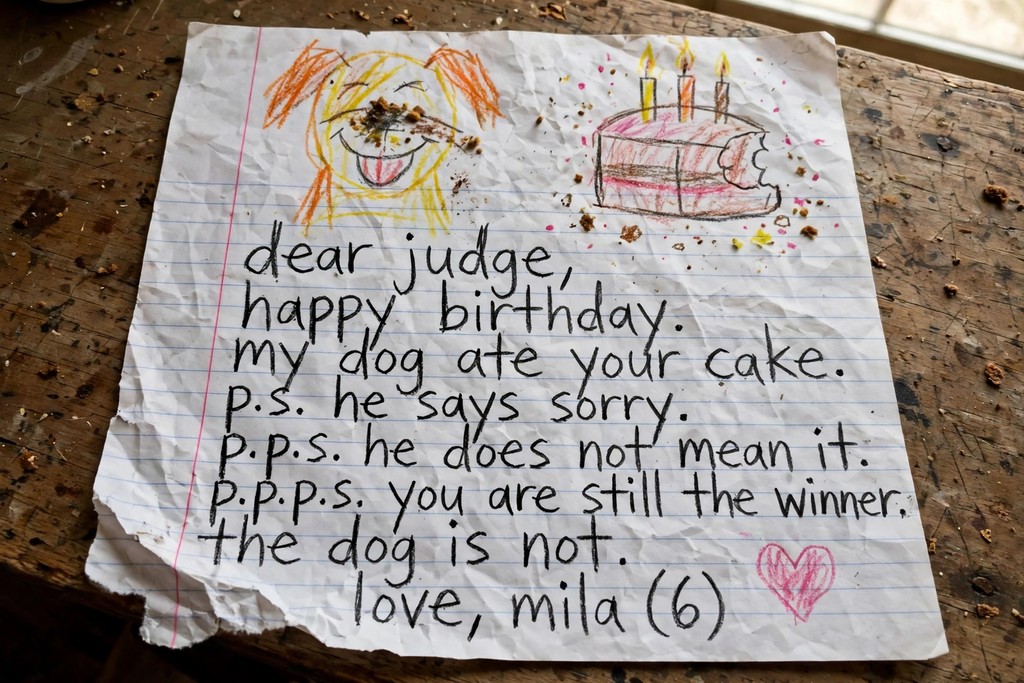 dear judge,
happy birthday.
my dog ate your cake.
p.s. he says sorry.
p.p.s. he does not mean it.
p.p.p.s. you are still the winner.
the dog is not.
love, mila (6)